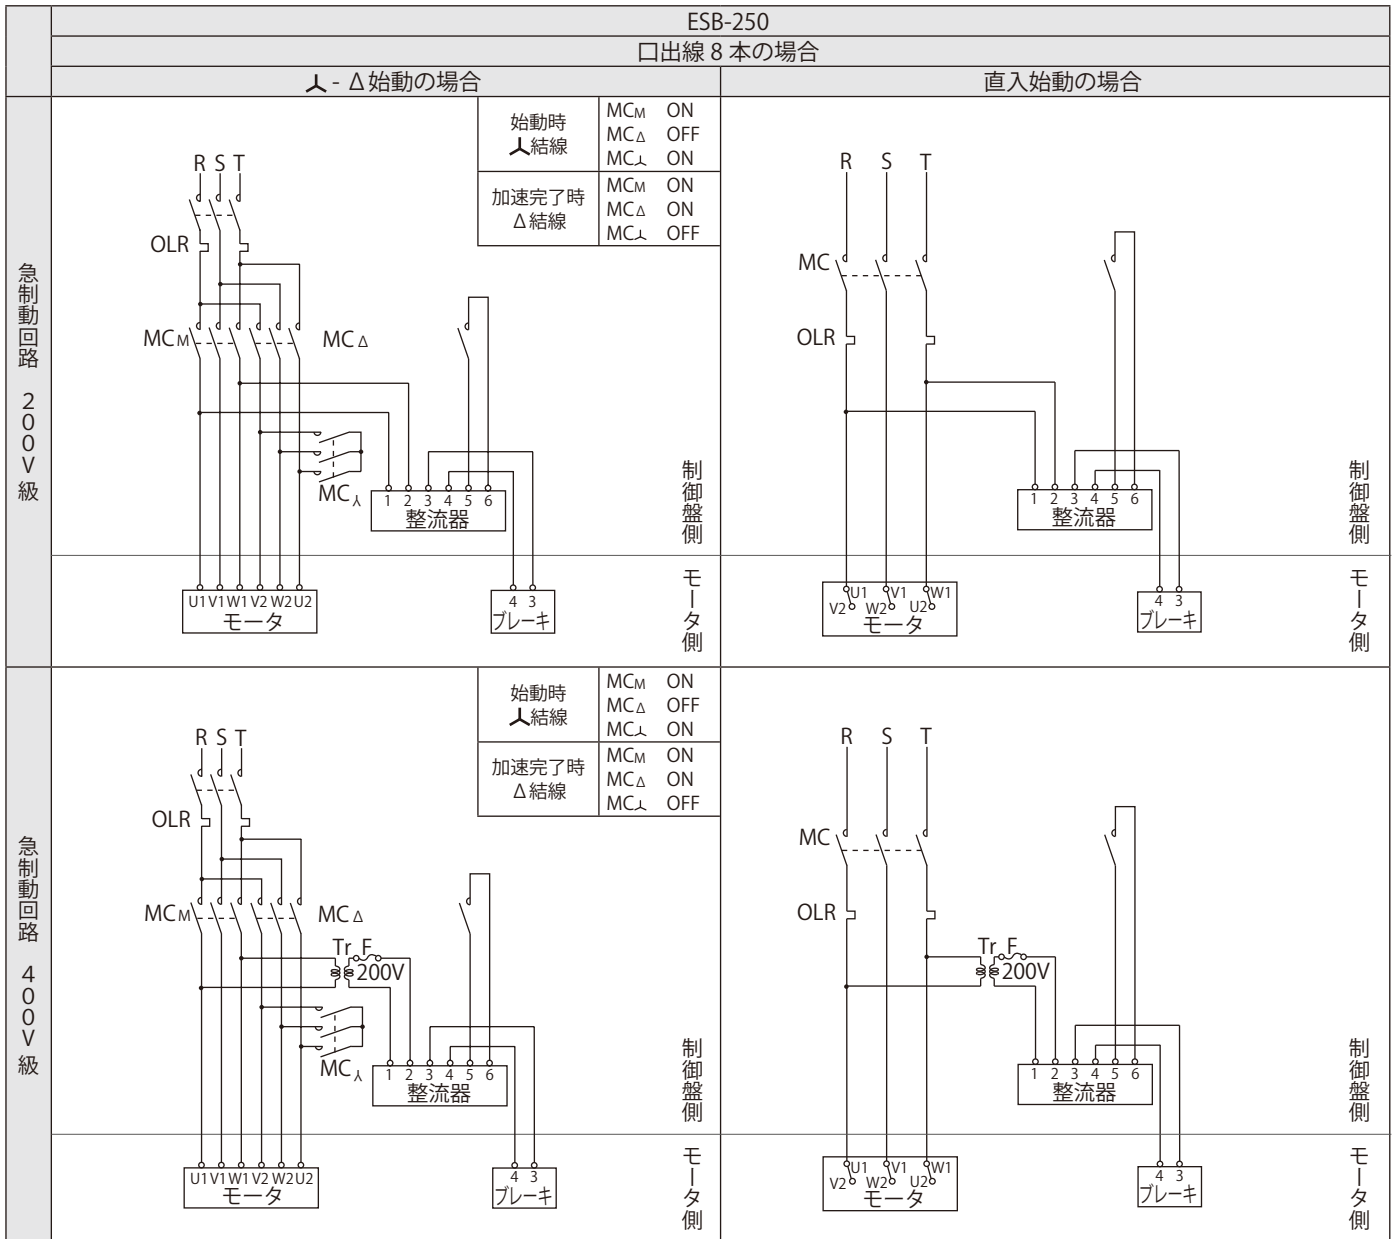 ESB-250
口出線 8 本の場合
人 - Δ始動の場合
直入始動の場合
急制動回路 200V級
始動時
人結線
MCM ON
MCΔ OFF
MC人 ON
加速完了時
Δ結線
MCM ON
MCΔ ON
MC人 OFF
R S T
OLR
MCM
MCΔ
MC人
1 2 3 4 5 6
整流器
制御盤側
モータ側
U1 V1 W1 V2 W2 U2
モータ
4 3
ブレーキ
R S T
MC
OLR
1 2 3 4 5 6
整流器
制御盤側
モータ側
U1 V1 W1
V2 W2 U2
モータ
4 3
ブレーキ
急制動回路 400V級
始動時
人結線
MCM ON
MCΔ OFF
MC人 ON
加速完了時
Δ結線
MCM ON
MCΔ ON
MC人 OFF
R S T
OLR
MCM
MCΔ
Tr F
200V
MC人
1 2 3 4 5 6
整流器
制御盤側
モータ側
U1 V1 W1 V2 W2 U2
モータ
4 3
ブレーキ
R S T
MC
OLR
Tr F
200V
1 2 3 4 5 6
整流器
制御盤側
モータ側
U1 V1 W1
V2 W2 U2
モータ
4 3
ブレーキ